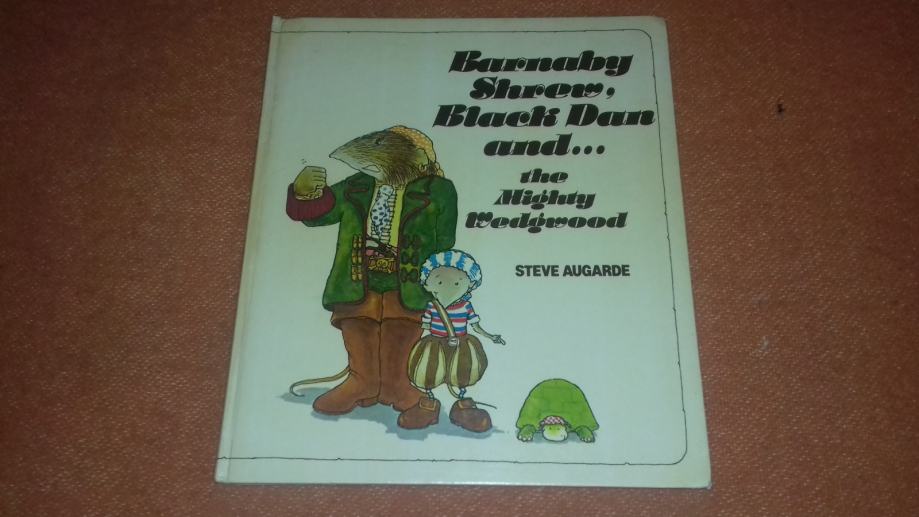 Barnaby
Shrew,
Black Dan
and...
the
Mighty
Wedgwood
STEVE AUGARDE